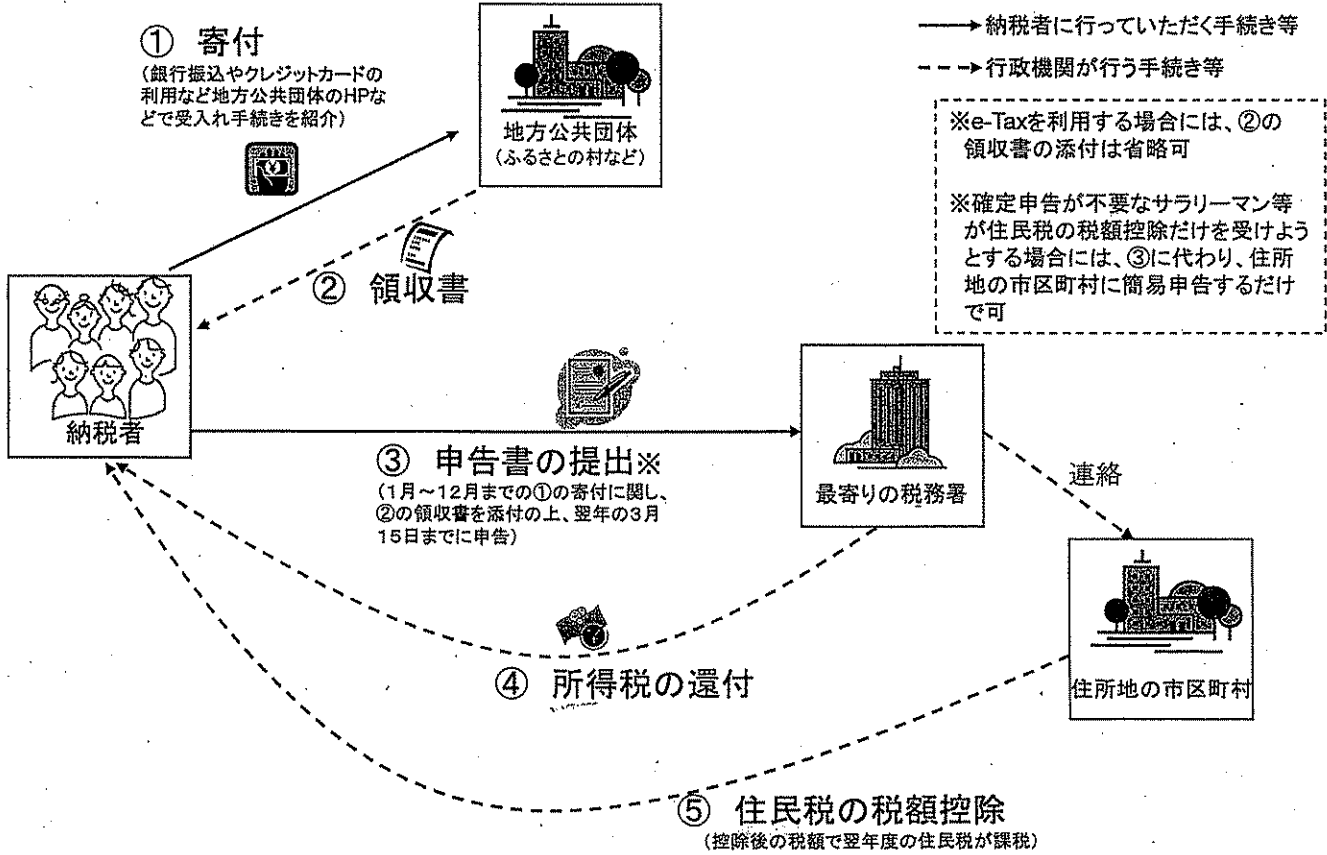 ① 寄付
(銀行振込やクレジットカードの
利用など地方公共団体のHPな
どで受入れ手続きを紹介)
地方公共団体
(ふるさとの村など)
→納税者に行っていただく手続き等
→行政機関が行う手続き等
※e-Taxを利用する場合には、②の
領収書の添付は省略可
※確定申告が不要なサラリーマン等
が住民税の税額控除だけを受けよう
とする場合には、③に代わり、住所
地の市区町村に簡易申告するだけ
で可
② 領収書
納税者
③ 申告書の提出※
(1月~12月までの①の寄付に関し、
②の領収書を添付の上、翌年の3月
15日までに申告)
最寄りの税務署
連絡
④ 所得税の還付
住所地の市区町村
⑤ 住民税の税額控除
(控除後の税額で翌年度の住民税が課税)